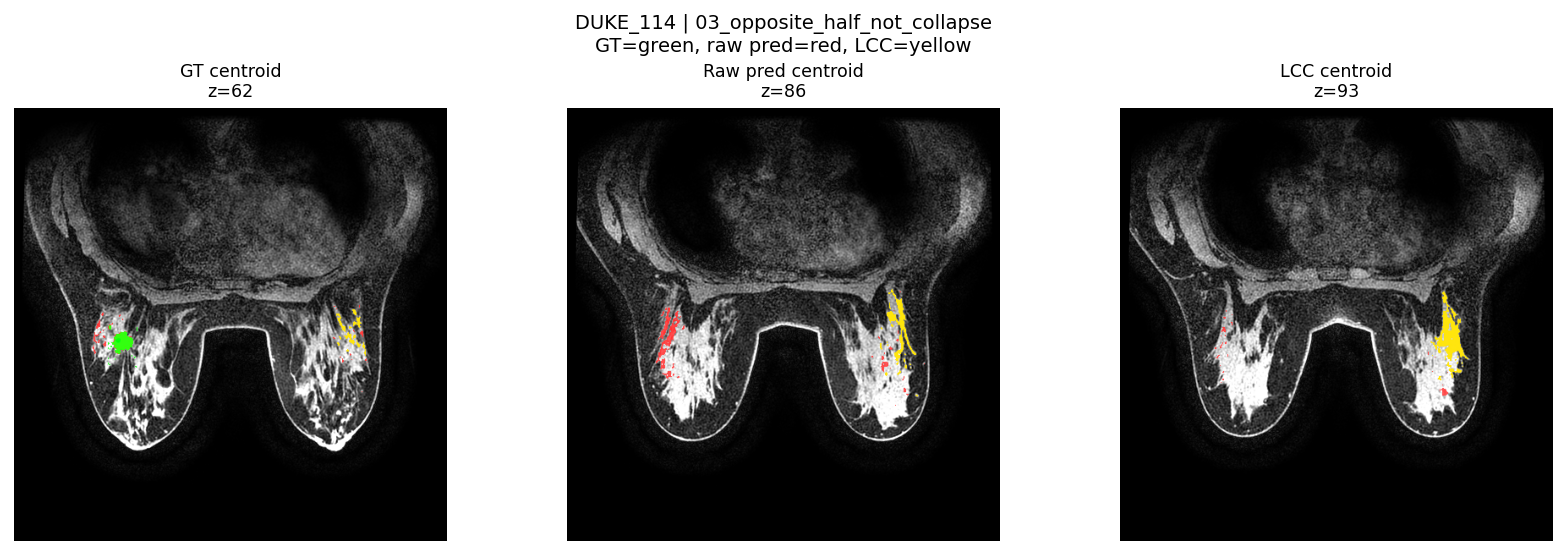 DUKE_114 | 03_opposite_half_not_collapse
GT=green, raw pred=red, LCC=yellow
GT centroid
z=62
Raw pred centroid
z=86
LCC centroid
z=93